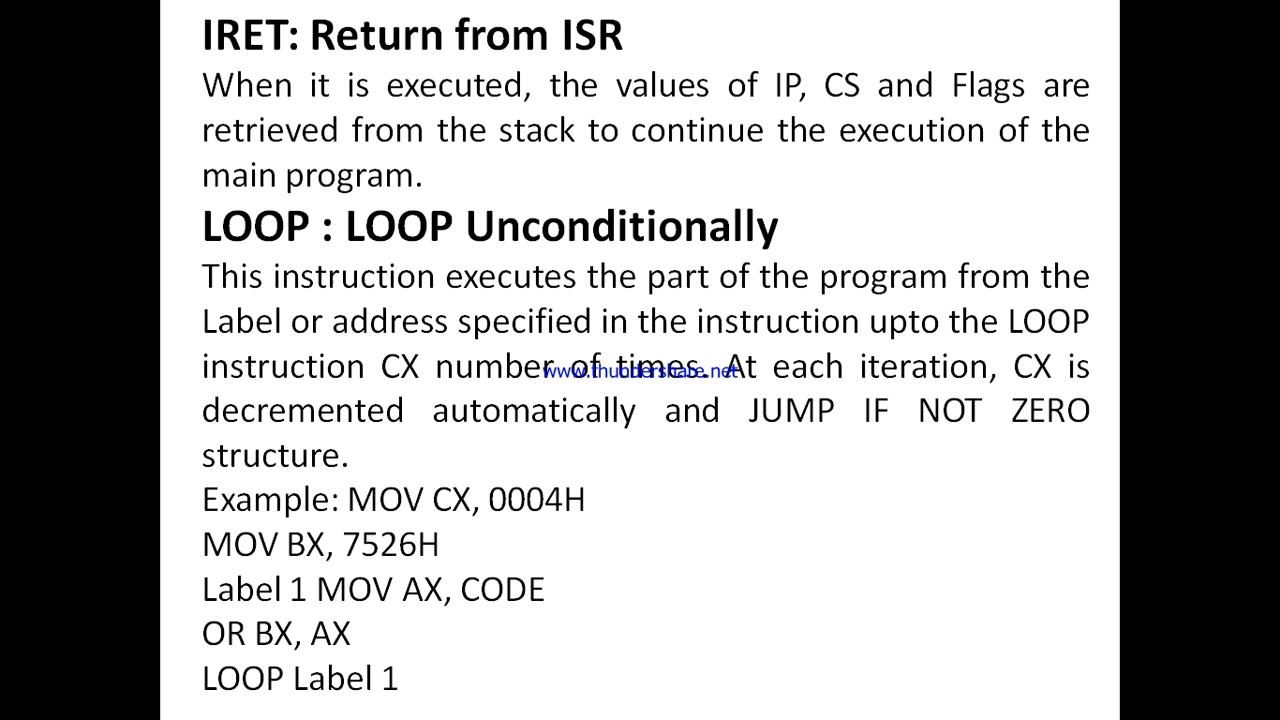 IRET: Return from ISR
When it is executed, the values of IP, CS and Flags are
retrieved from the stack to continue the execution of the
main program.
LOOP : LOOP Unconditionally
This instruction executes the part of the program from the
Label or address specified in the instruction upto the LOOP
instruction CX number of times. At each iteration, CX is
www.thundershare.net
decremented automatically and JUMP IF NOT ZERO
structure.
Example: MOV CX, 0004H
MOV BX, 7526H
Label 1 MOV AX, CODE
OR BX, AX
LOOP Label 1